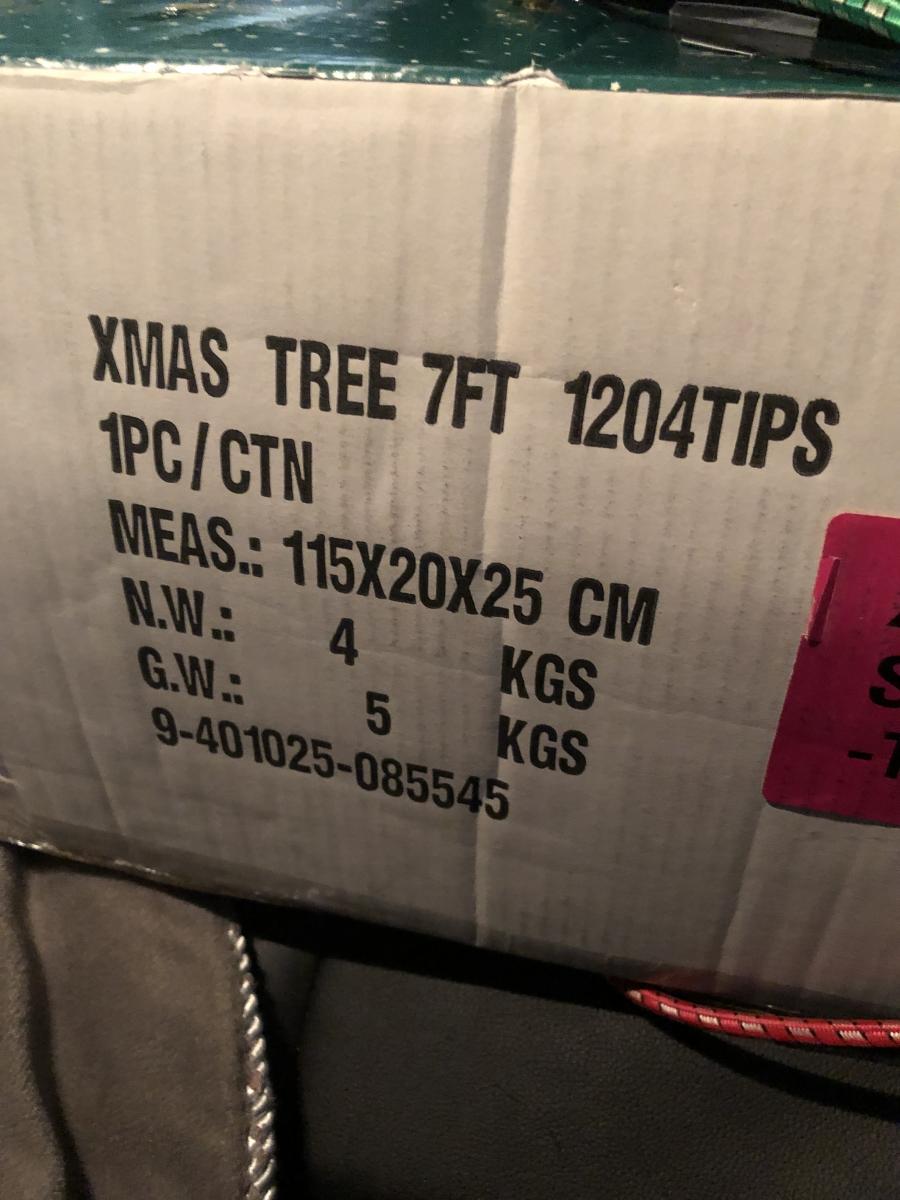 XMAS TREE 7FT 1204TIPS
1PC/CTN
MEAS.: 115X20X25 CM
N.W.: 4 KGS
G.W.: 5 KGS
9-401025-085545